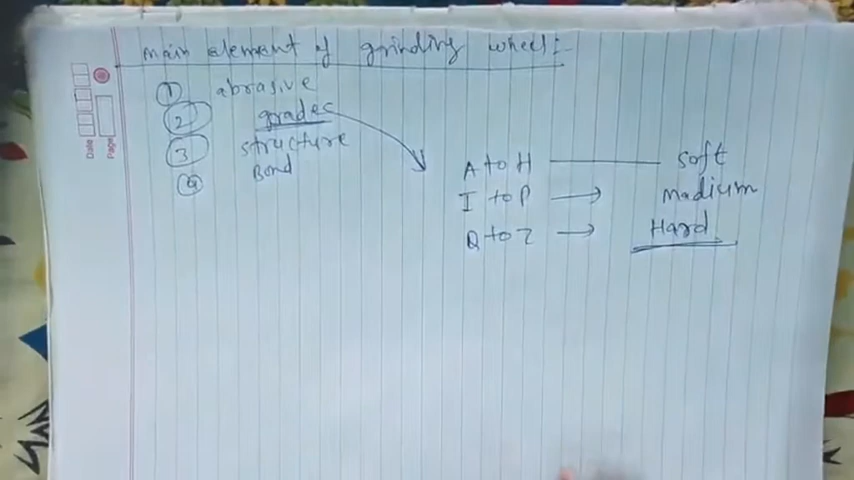 main element of grinding wheel:-
① abrasive
② grades
③ structure
④ Bond
A to H — soft
I to P → Madium
Q to Z → Hard
Date
Page